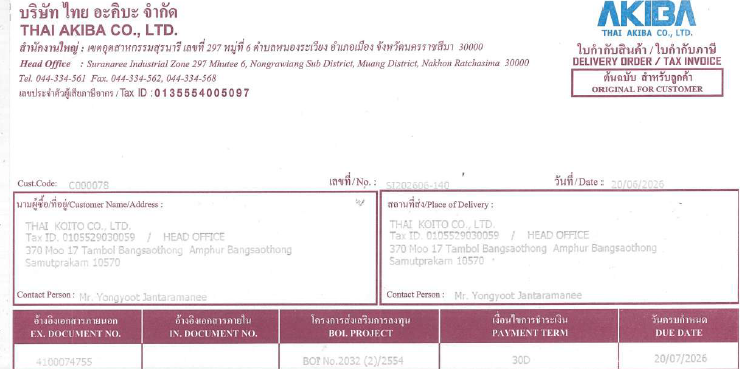 บริษัท ไทย อะคิบะ จำกัด
THAI AKIBA CO., LTD.
สำนักงานใหญ่ : เขตอุตสาหกรรมสุรนารี เลขที่ 297 หมู่ที่ 6 ตำบลหนองระเวียง อำเภอเมือง จังหวัดนครราชสีมา 30000
Head Office : Suranaree Industrial Zone 297 Mhutee 6, Nongrawiang Sub District, Muang District, Nakhon Ratchasima 30000
Tel. 044-334-561 Fax. 044-334-562, 044-334-568
เลขประจำตัวผู้เสียภาษีอากร / Tax ID : 0135554005097
AKIBA
THAI AKIBA CO., LTD.
ใบกำกับสินค้า / ใบกำกับภาษี
DELIVERY ORDER / TAX INVOICE
ต้นฉบับ สำหรับลูกค้า
ORIGINAL FOR CUSTOMER
Cust.Code: C000078 เลขที่/No. : SI202606-140 วันที่/Date : 20/06/2026
นามผู้ซื้อ/ที่อยู่/Customer Name/Address :
THAI KOITO CO., LTD.
Tax ID. 0105529030059 / HEAD OFFICE
370 Moo 17 Tambol Bangsaothong Amphur Bangsaothong
Samutprakarn 10570
Contact Person : Mr. Yongyoot Jantaramanee
สถานที่ส่ง/Place of Delivery :
THAI KOITO CO., LTD.
Tax ID. 0105529030059 / HEAD OFFICE
370 Moo 17 Tambol Bangsaothong Amphur Bangsaothong
Samutprakarn 10570
Contact Person : Mr. Yongyoot Jantaramanee
อ้างอิงเอกสารภายนอก อ้างอิงเอกสารภายใน โครงการส่งเสริมการลงทุน เงื่อนไขการชำระเงิน วันครบกำหนด
EX. DOCUMENT NO. IN. DOCUMENT NO. BOI. PROJECT PAYMENT TERM DUE DATE
4100074755 BOI No.2032 (2)/2554 30D 20/07/2026